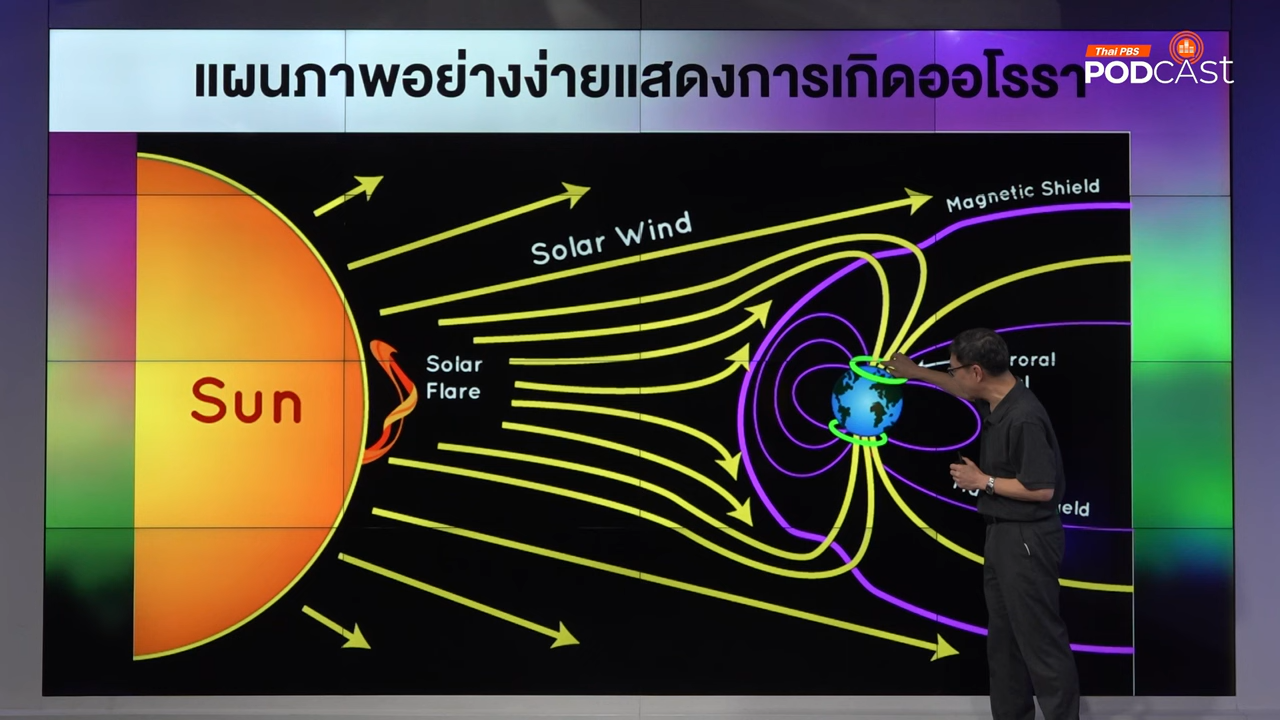 แผนภาพอย่างง่ายแสดงการเกิดออโรรา
Thai PBS
PODCAst
Magnetic Shield
Solar Wind
Solar
Flare
Sun